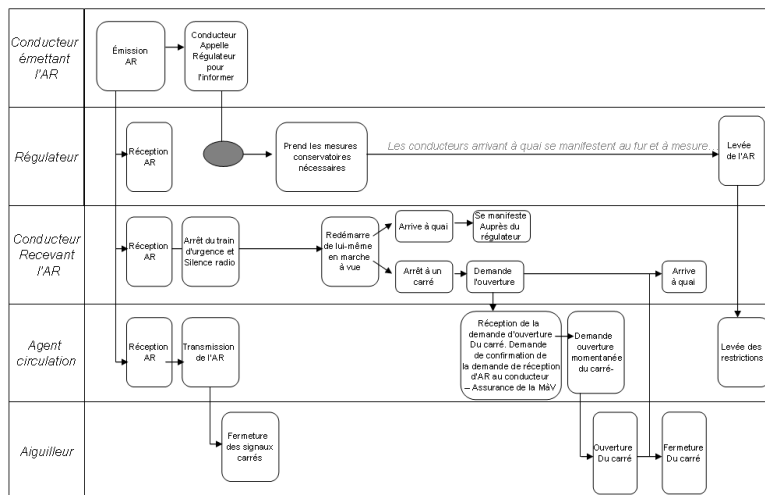 Conducteur
émettant
l'AR
Émission
AR
Conducteur
Appelle
Régulateur
pour
l'informer
Régulateur
Réception
AR
Prend les mesures
conservatoires
nécessaires
Les conducteurs arrivant à quai se manifestent au fur et à mesure...
Levée
de l'AR
Conducteur
Recevant
l'AR
Réception
AR
Arrêt du train
d'urgence et
Silence radio
Redémarre
de lui-même
en marche
à vue
Arrive à quai
Se manifeste
Auprès du
régulateur
Arrêt à un
carré
Demande
l'ouverture
Arrive
à quai
Agent
circulation
Réception
AR
Transmission
de l'AR
Réception de la
demande d'ouverture
Du carré. Demande
de confirmation de
la demande de réception
d'AR au conducteur
– Assurance de la MàV
Demande
ouverture
momentanée
du carré-
Levée des
restrictions
Aiguilleur
Fermeture
des signaux
carrés
Ouverture
Du carré
Fermeture
Du carré